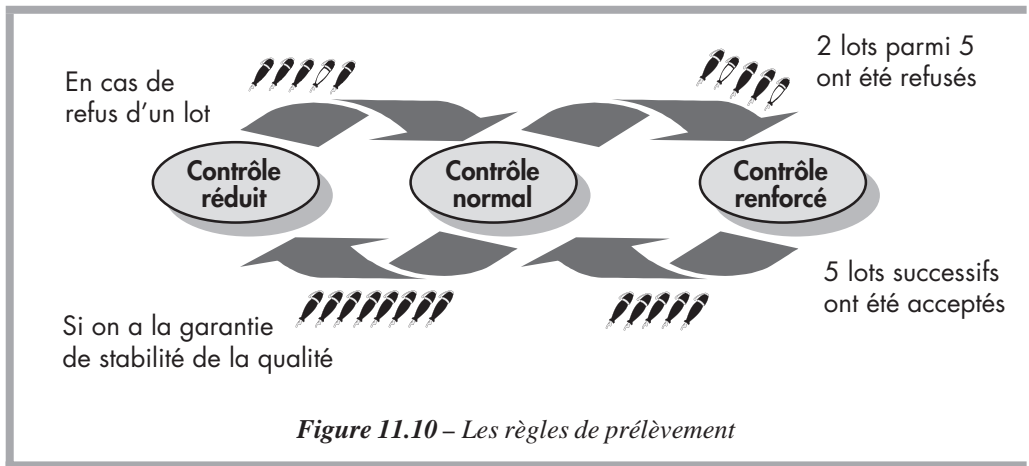 En cas de
refus d'un lot
2 lots parmi 5
ont été refusés
Contrôle
réduit
Contrôle
normal
Contrôle
renforcé
Si on a la garantie
de stabilité de la qualité
5 lots successifs
ont été acceptés
Figure 11.10 – Les règles de prélèvement